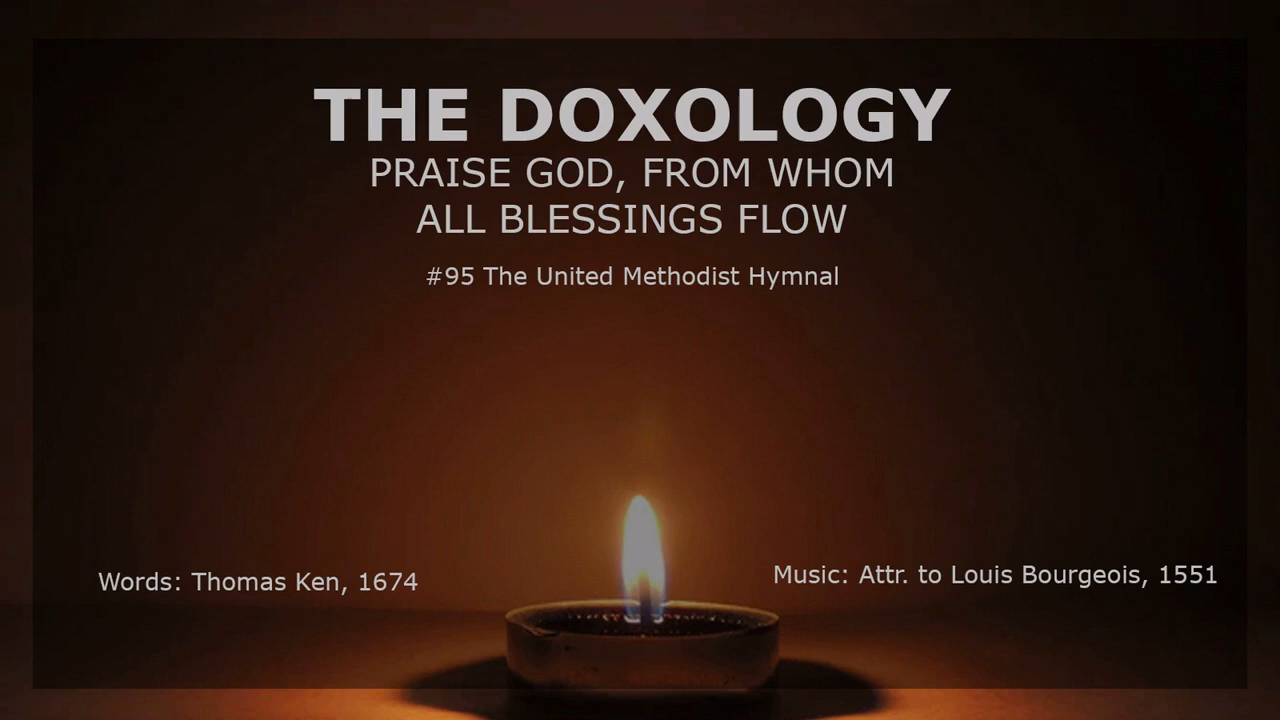 THE DOXOLOGY
PRAISE GOD, FROM WHOM
ALL BLESSINGS FLOW
#95 The United Methodist Hymnal
Words: Thomas Ken, 1674
Music: Attr. to Louis Bourgeois, 1551